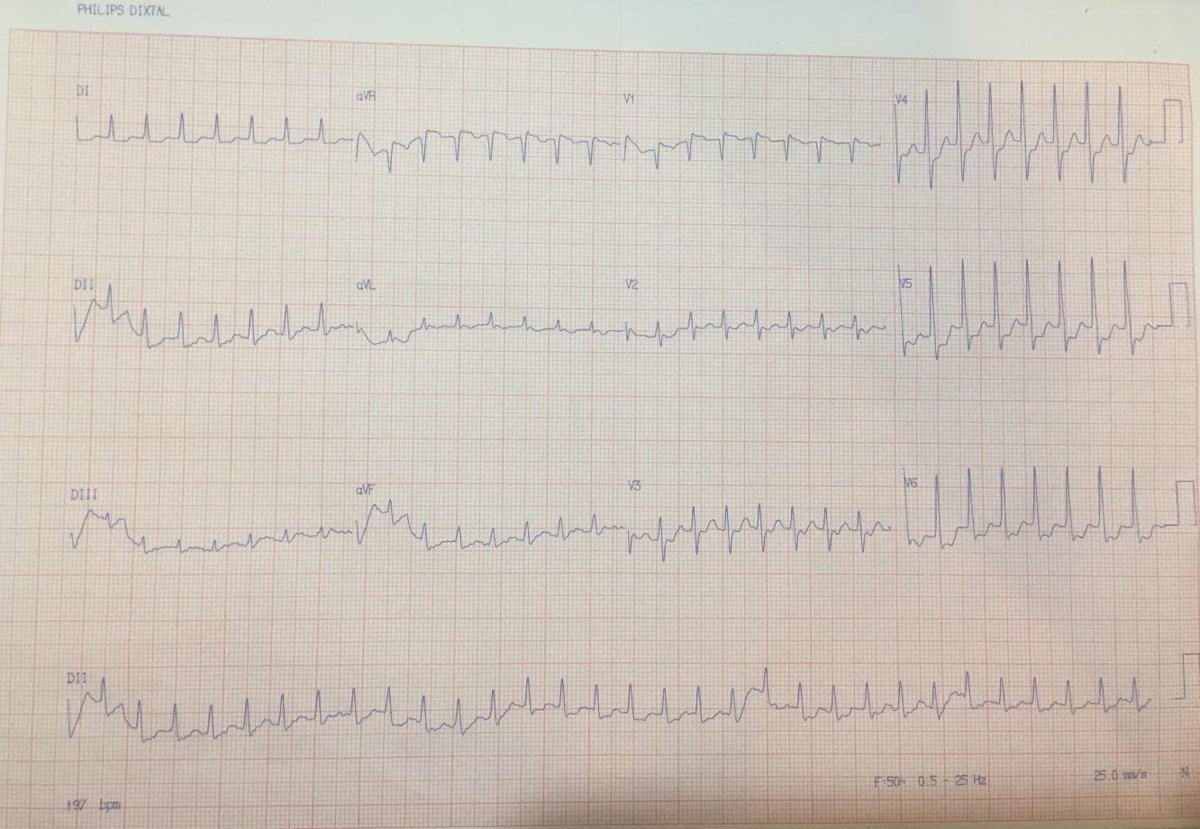 PHILIPS DIXTAL
DI
aVR
V1
V4
DII
aVL
V2
V5
DIII
aVF
V3
V6
DII
F:50~ 0.5 - 25 Hz
25.0 mm/s
N
197 bpm